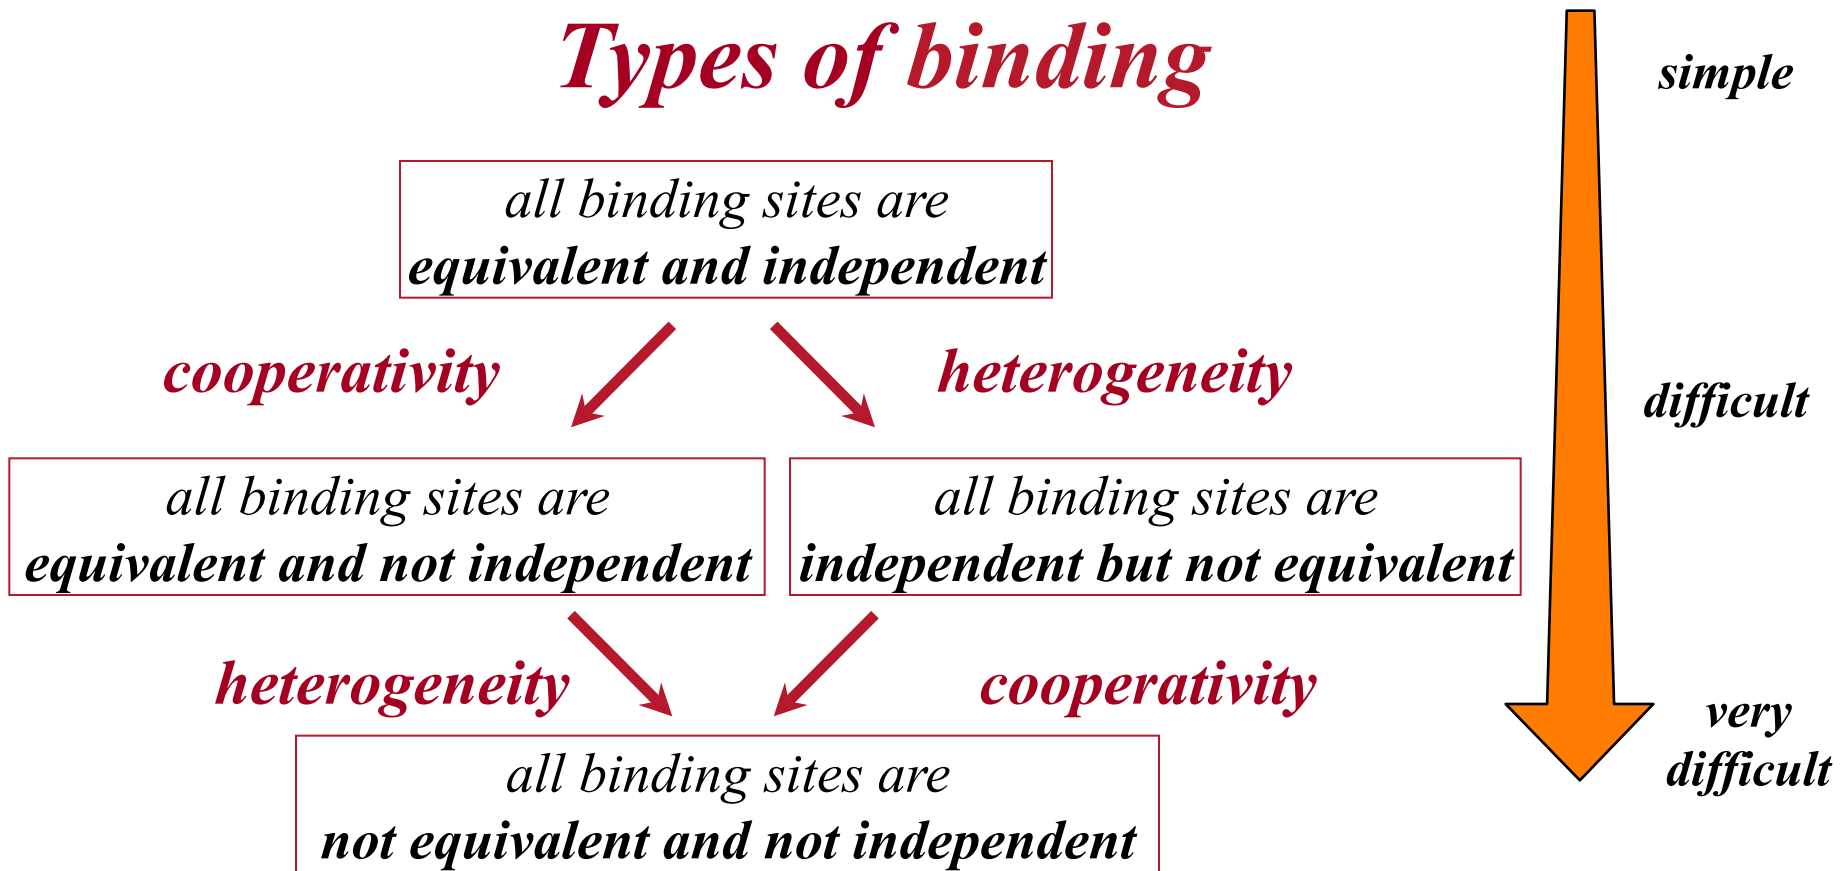 Types of binding
simple
all binding sites are
equivalent and independent
cooperativity
heterogeneity
difficult
all binding sites are
equivalent and not independent
all binding sites are
independent but not equivalent
heterogeneity
cooperativity
very
difficult
all binding sites are
not equivalent and not independent